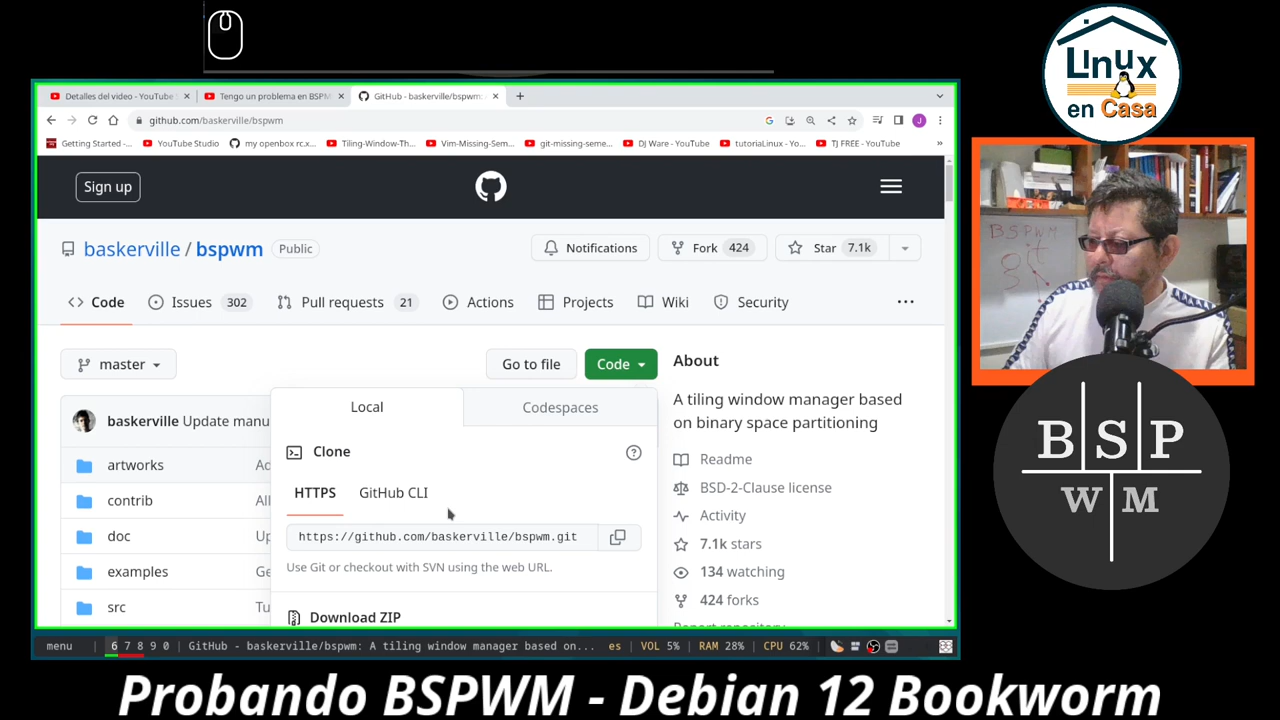 Linux
en Casa
Detalles del video - YouTube
Tengo un problema en BSPM
GitHub - baskerville/bspwm:
github.com/baskerville/bspwm
J
Getting Started -...
YouTube Studio
my openbox rc.x...
Tiling-Window-Th...
Vim-Missing-Sem...
git-missing-seme...
DJ Ware - YouTube
tutoriaLinux - Yo...
TJ FREE - YouTube
»
Sign up
baskerville / bspwm Public
Notifications
Fork 424
Star 7.1k
Code
Issues 302
Pull requests 21
Actions
Projects
Wiki
Security
...
master
Go to file
Code
About
A tiling window manager based
on binary space partitioning
Local
Codespaces
baskerville Update manu
Clone
?
HTTPS
GitHub CLI
https://github.com/baskerville/bspwm.git
Use Git or checkout with SVN using the web URL.
Download ZIP
artworks
contrib
doc
examples
src
Readme
BSD-2-Clause license
Activity
7.1k stars
134 watching
424 forks
BSPWM
BSP
WM
menu | 6 7 8 9 0 | GitHub - baskerville/bspwm: A tiling window manager based on... es | VOL 5% | RAM 28% | CPU 62% |
Probando BSPWM - Debian 12 Bookworm